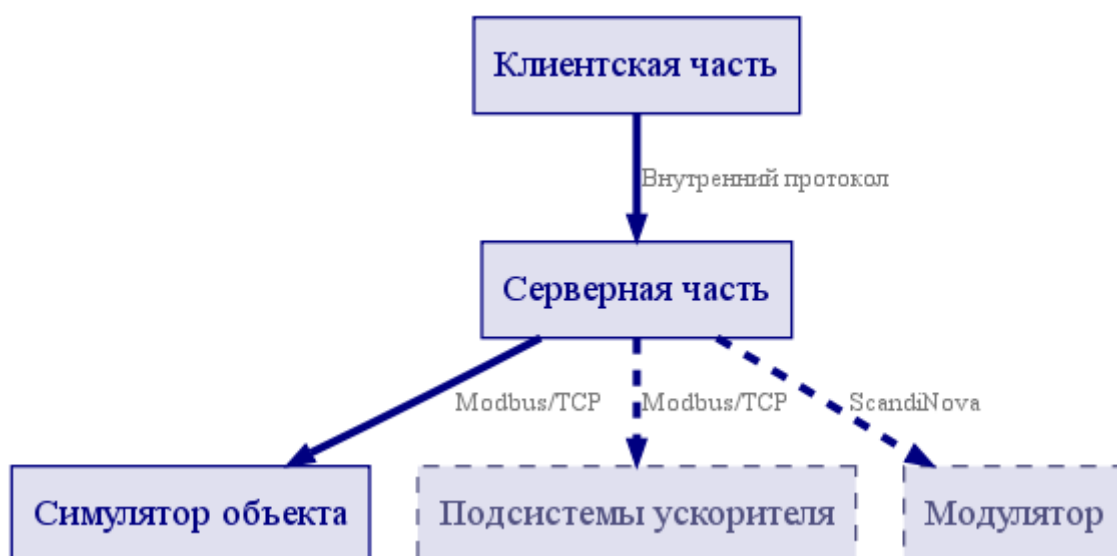 Клиентская часть
Внутренний протокол
Серверная часть
Modbus/TCP
Modbus/TCP
ScandiNova
Симулятор объекта
Подсистемы ускорителя
Модулятор